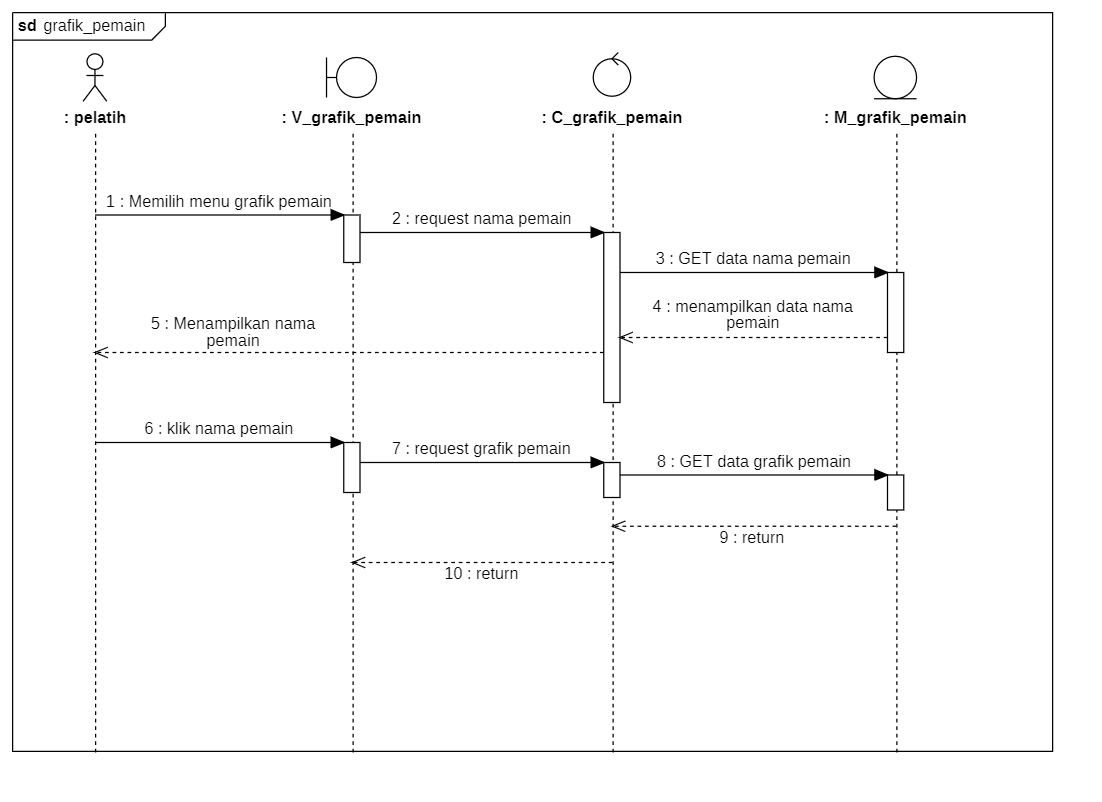 sd grafik_pemain
: pelatih
: V_grafik_pemain
: C_grafik_pemain
: M_grafik_pemain
1 : Memilih menu grafik pemain
2 : request nama pemain
3 : GET data nama pemain
4 : menampilkan data nama
pemain
5 : Menampilkan nama
pemain
6 : klik nama pemain
7 : request grafik pemain
8 : GET data grafik pemain
9 : return
10 : return